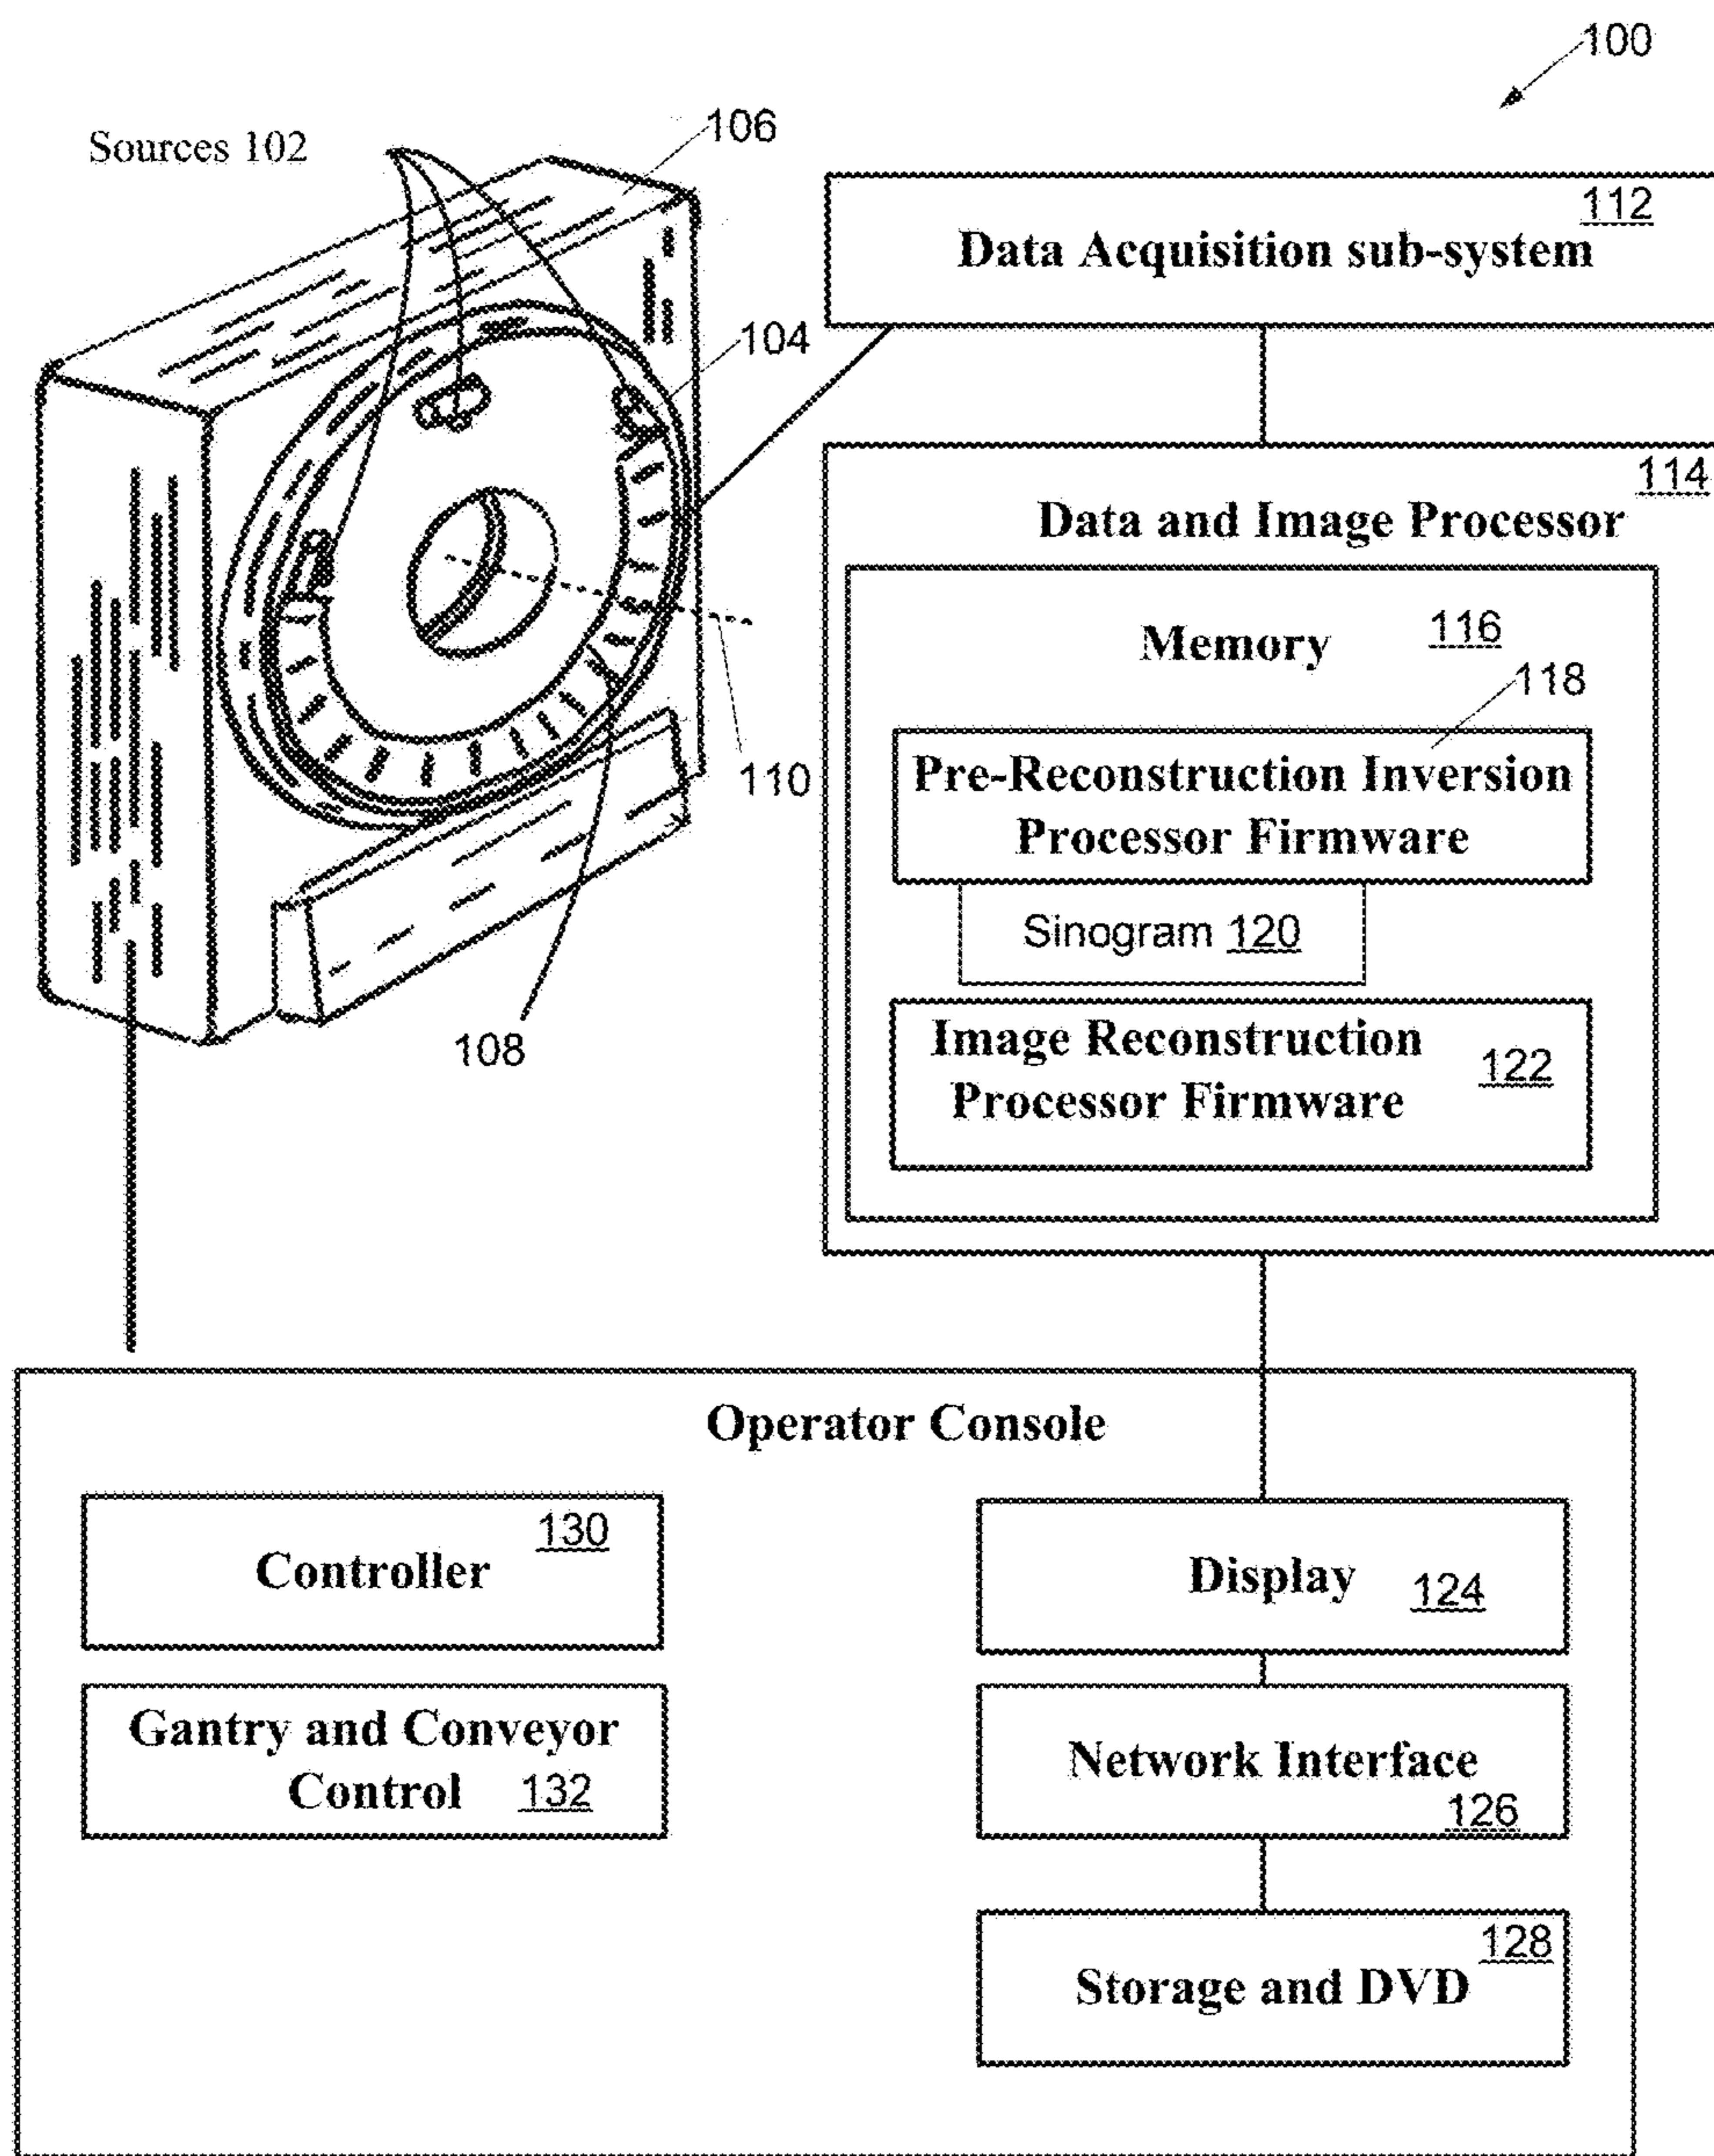 100
Sources 102
106
112
Data Acquisition sub-system
104
114
Data and Image Processor
Memory 116
118
Pre-Reconstruction Inversion
Processor Firmware
110
Sinogram 120
Image Reconstruction
Processor Firmware
122
108
Operator Console
130
Controller
Display 124
Gantry and Conveyor
Control 132
Network Interface
126
128
Storage and DVD